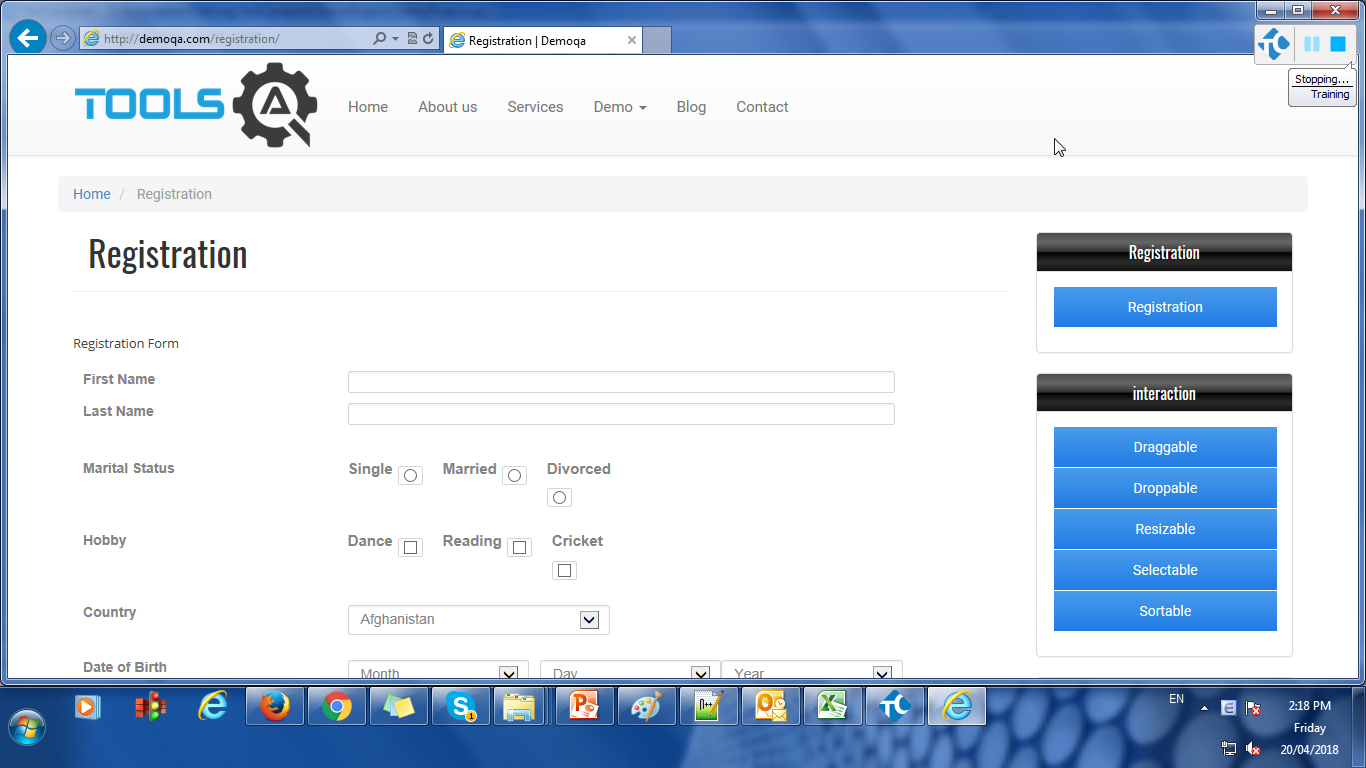 http://demoqa.com/registration/
Registration | Demoqa
Stopping...
Training
TOOLS QA
Home About us Services Demo Blog Contact
Home / Registration
Registration
Registration Form
First Name
Last Name
Marital Status Single Married Divorced
Hobby Dance Reading Cricket
Country Afghanistan
Date of Birth Month Day Year
Registration
Registration
interaction
Draggable
Droppable
Resizable
Selectable
Sortable
EN
2:18 PM
Friday
20/04/2018